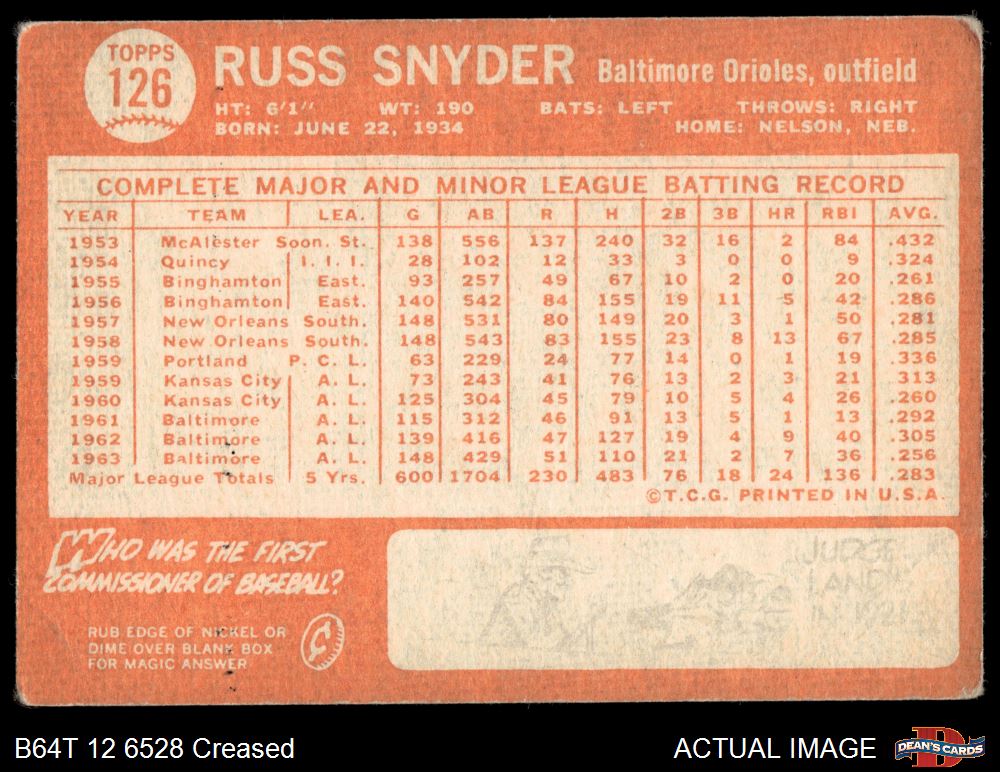 TOPPS
126
RUSS SNYDER Baltimore Orioles, outfield
HT: 6'1" WT: 190 BATS: LEFT THROWS: RIGHT
BORN: JUNE 22, 1934 HOME: NELSON, NEB.
COMPLETE MAJOR AND MINOR LEAGUE BATTING RECORD
YEAR TEAM LEA. G AB R H 2B 3B HR RBI AVG.
1953 McAlester Soon. St. 138 556 137 240 32 16 2 84 .432
1954 Quincy I. I. I. 28 102 12 33 3 0 0 9 .324
1955 Binghamton East. 93 257 49 67 10 2 0 20 .261
1956 Binghamton East. 140 542 84 155 19 11 5 42 .286
1957 New Orleans South. 148 531 80 149 20 3 1 50 .281
1958 New Orleans South. 148 543 83 155 23 8 13 67 .285
1959 Portland P. C. L. 63 229 24 77 14 0 1 19 .336
1959 Kansas City A. L. 73 243 41 76 13 2 3 21 .313
1960 Kansas City A. L. 125 304 45 79 10 5 4 26 .260
1961 Baltimore A. L. 115 312 46 91 13 5 1 13 .292
1962 Baltimore A. L. 139 416 47 127 19 4 9 40 .305
1963 Baltimore A. L. 148 429 51 110 21 2 7 36 .256
Major League Totals 5 Yrs. 600 1704 230 483 76 18 24 136 .283
©T.C.G. PRINTED IN U.S.A.
WHO WAS THE FIRST
COMMISSIONER OF BASEBALL?
RUB EDGE OF NICKEL OR
DIME OVER BLANK BOX
FOR MAGIC ANSWER
JUDGE
IN 1921
B64T 12 6528 Creased
ACTUAL IMAGE
DEAN'S CARDS